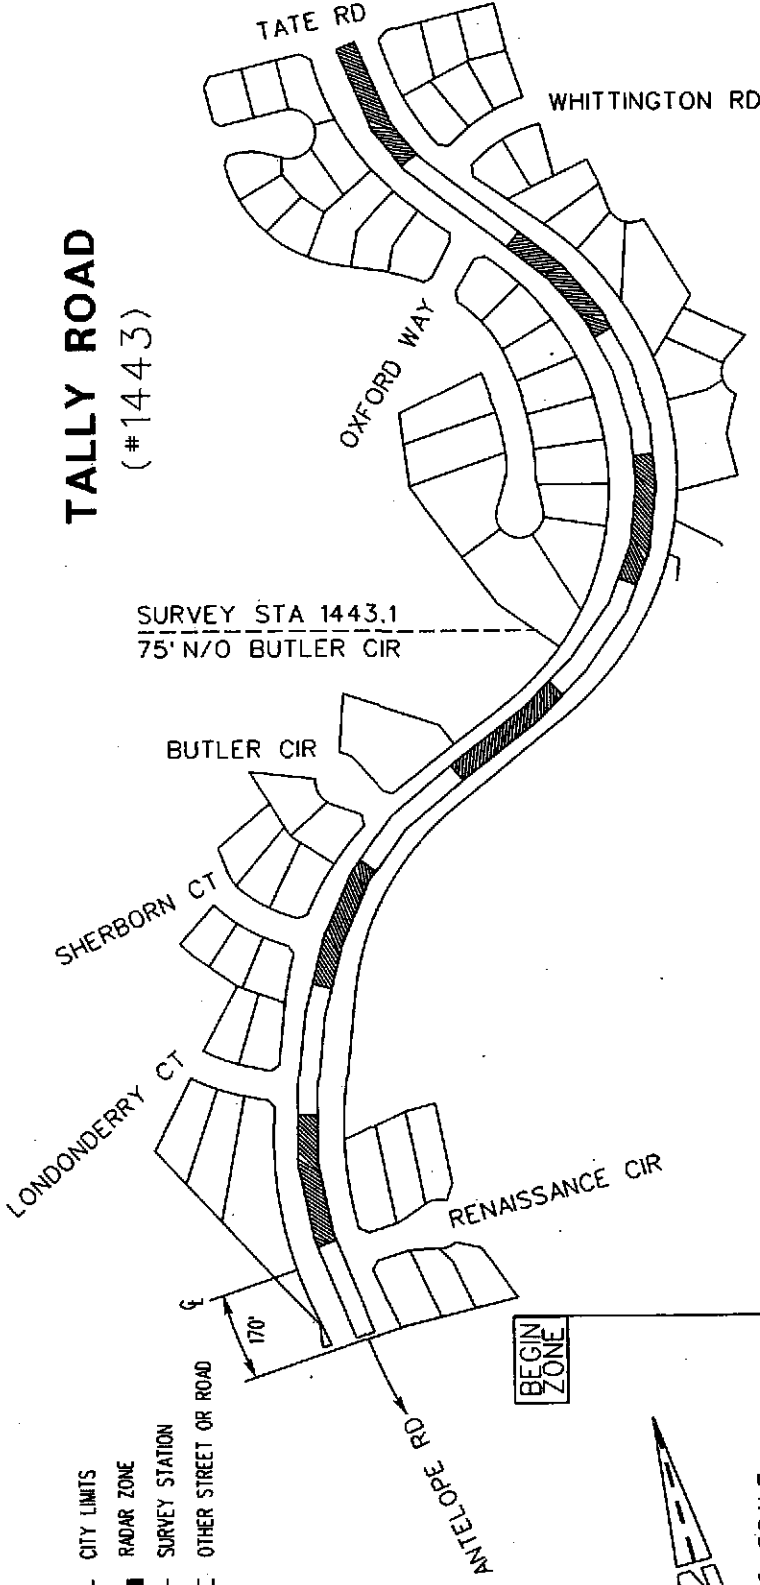 TATE RD
WHITTINGTON RD
TALLY ROAD
(#1443)
OXFORD WAY
SURVEY STA 1443.1
75' N/O BUTLER CIR
BUTLER CIR
SHERBORN CT
LONDONDERRY CT
RENAISSANCE CIR
℄
170'
BEGIN
ZONE
ANTELOPE RD
CITY LIMITS
RADAR ZONE
SURVEY STATION
OTHER STREET OR ROAD